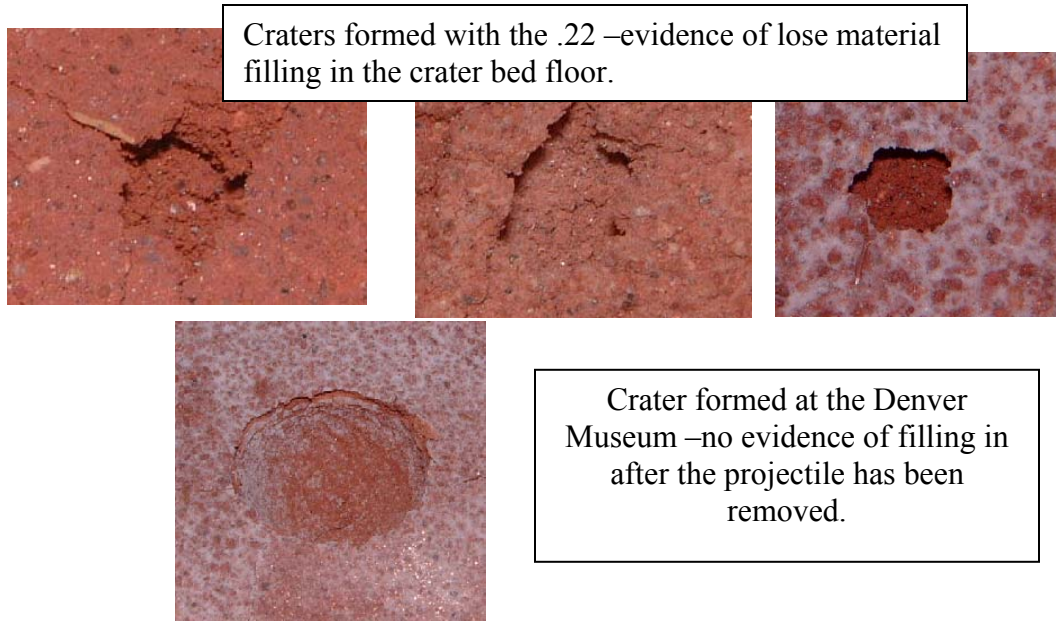 Craters formed with the .22 –evidence of lose material
filling in the crater bed floor.
Crater formed at the Denver
Museum –no evidence of filling in
after the projectile has been
removed.